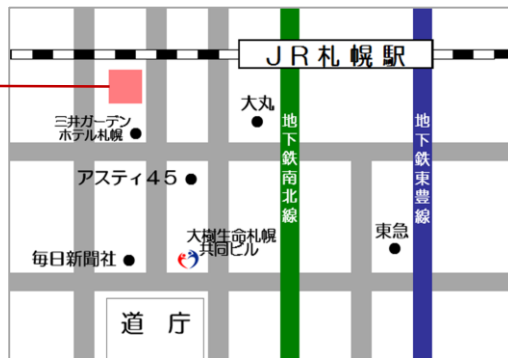 JR札幌駅
大丸
三井ガーデン
ホテル札幌
地下鉄南北線
地下鉄東豊線
アスティ45
大樹生命札幌
共同ビル
東急
毎日新聞社
道庁